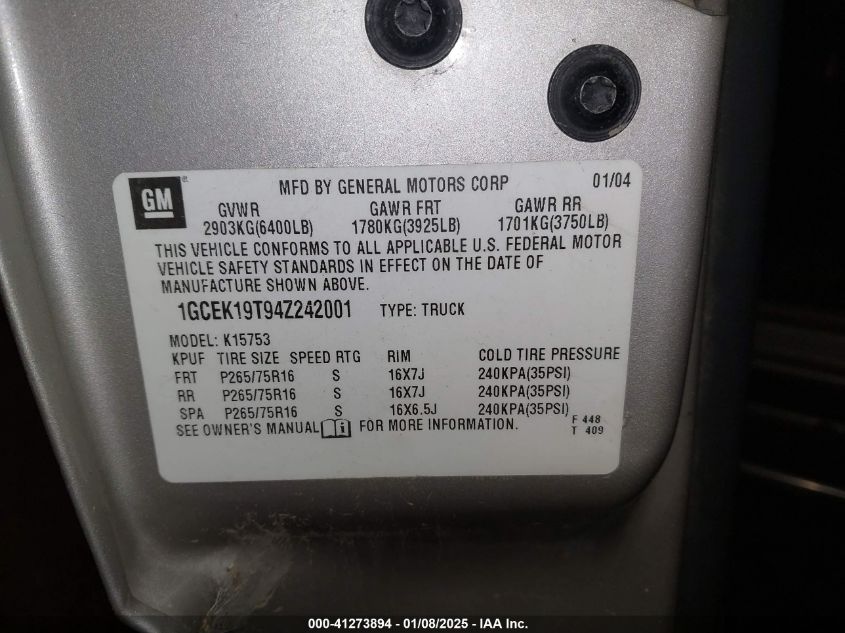 GM ®
MFD BY GENERAL MOTORS CORP 01/04
GVWR GAWR FRT GAWR RR
2903KG(6400LB) 1780KG(3925LB) 1701KG(3750LB)
THIS VEHICLE CONFORMS TO ALL APPLICABLE U.S. FEDERAL MOTOR
VEHICLE SAFETY STANDARDS IN EFFECT ON THE DATE OF
MANUFACTURE SHOWN ABOVE.
1GCEK19T94Z242001 TYPE: TRUCK
MODEL: K15753
KPUF TIRE SIZE SPEED RTG RIM COLD TIRE PRESSURE
FRT P265/75R16 S 16X7J 240KPA(35PSI)
RR P265/75R16 S 16X7J 240KPA(35PSI)
SPA P265/75R16 S 16X6.5J 240KPA(35PSI)
SEE OWNER'S MANUAL i FOR MORE INFORMATION.
F 448
T 409
000-41273894 - 01/08/2025 - IAA Inc.